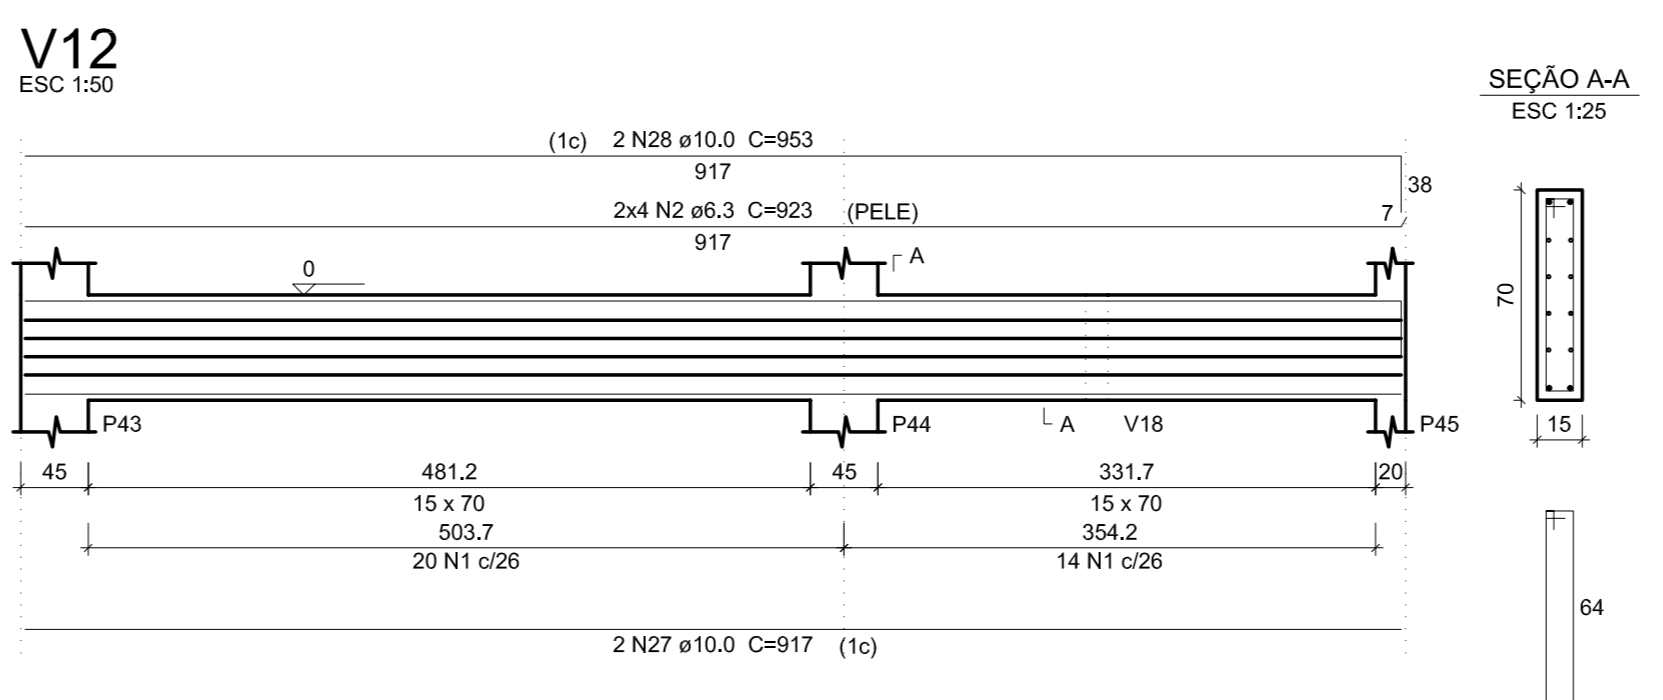 V12
ESC 1:50
SEÇÃO A-A
ESC 1:25
(1c) 2 N28 ø10.0 C=953
917
38
2x4 N2 ø6.3 C=923 (PELE)
7
917
A
0
70
P43
P44
A
V18
P45
15
45
481.2
45
331.7
20
15 x 70
15 x 70
503.7
354.2
20 N1 c/26
14 N1 c/26
64
2 N27 ø10.0 C=917 (1c)